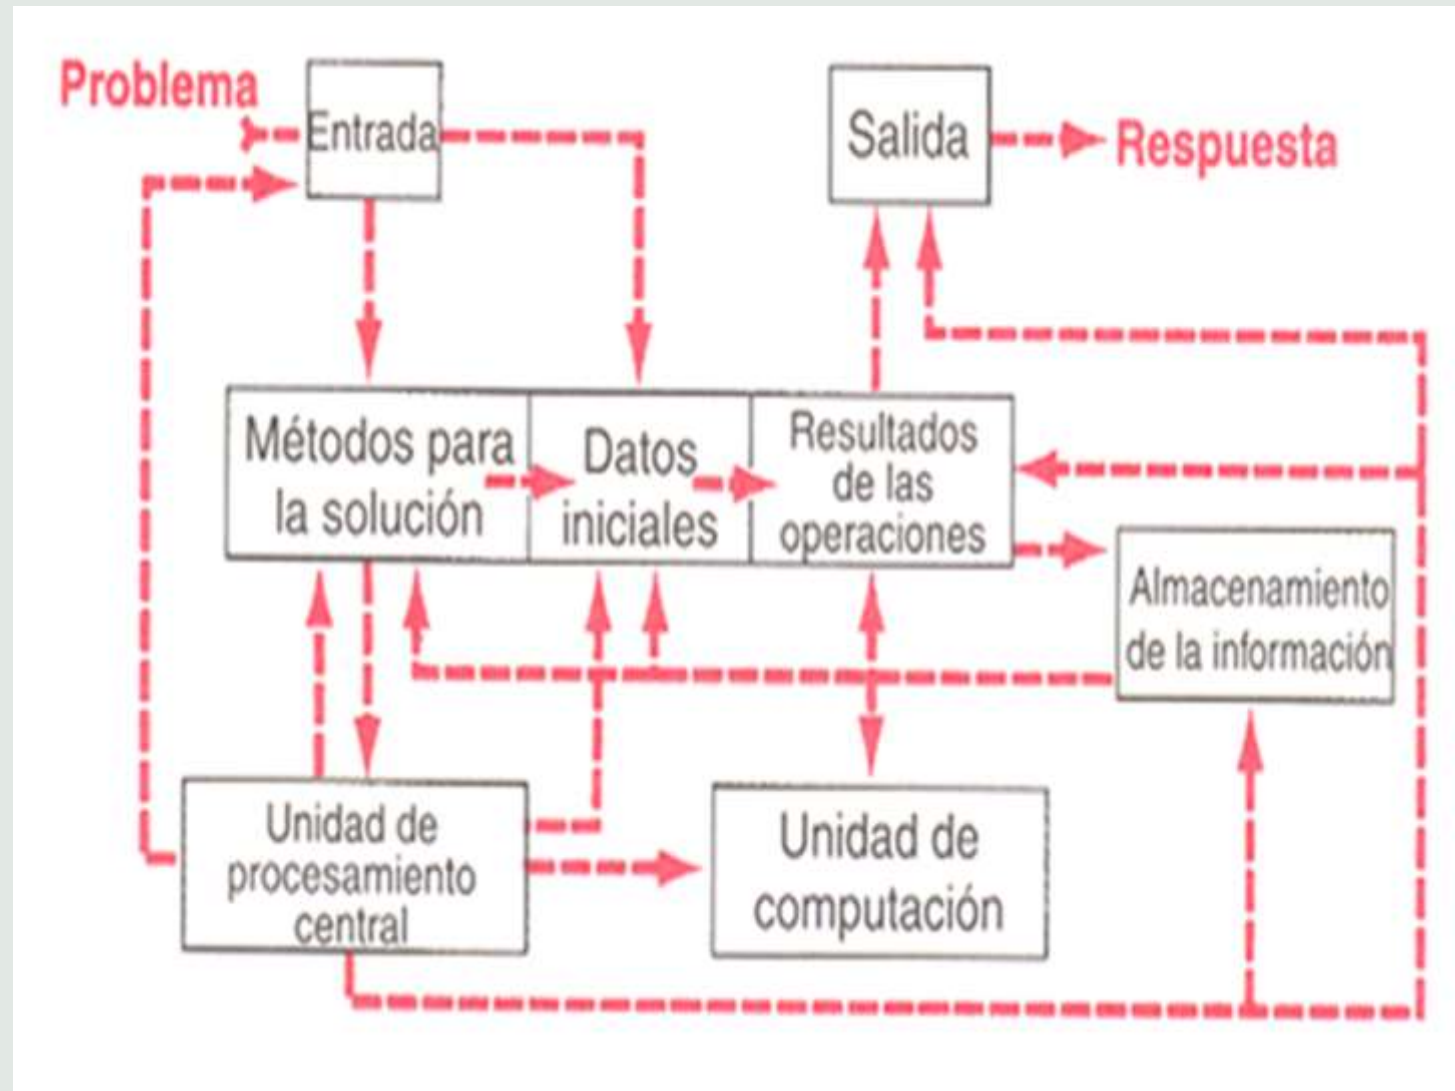 Problema
Entrada
Salida
Respuesta
Métodos para
la solución
Datos
iniciales
Resultados
de las
operaciones
Almacenamiento
de la información
Unidad de
procesamiento
central
Unidad de
computación